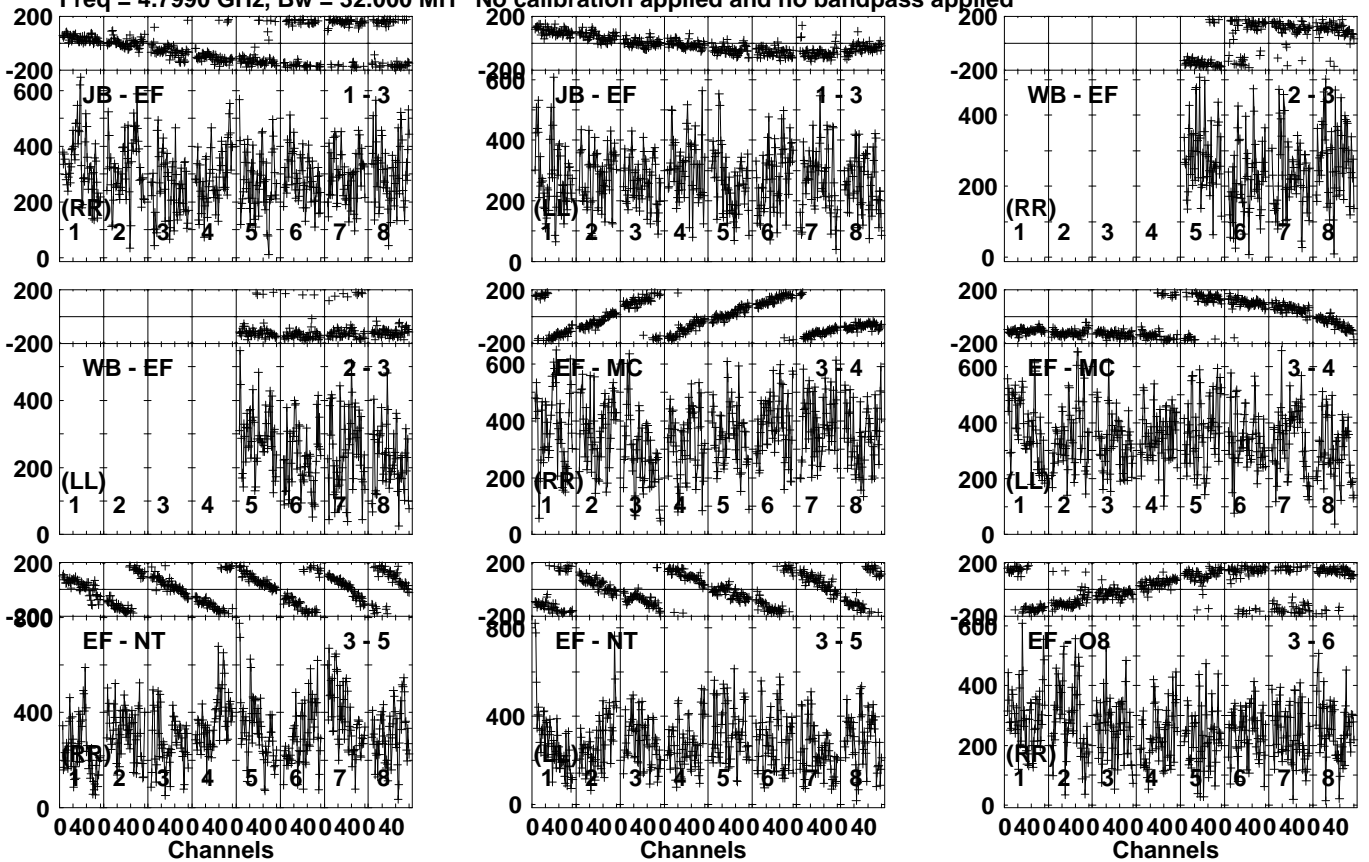 Freq = 4.7990 GHz, Bw = 32.000 MH No calibration applied and no bandpass applied
200 200 200
-200 -200 -200
600 JB - EF 1 - 3 600 JB - EF 1 - 3 WB - EF 2 - 3
400 400 400
200 200 200
(RR) (LL) (RR)
1 2 3 4 5 6 7 8 1 2 3 4 5 6 7 8 1 2 3 4 5 6 7 8
0 0 0
200 200 200
-200 -200 -200
WB - EF 2 - 3 600 EF - MC 3 - 4 600 EF - MC 3 - 4
400 400 400
200 200 200
(LL) (RR) (LL)
1 2 3 4 5 6 7 8 1 2 3 4 5 6 7 8 1 2 3 4 5 6 7 8
0 0 0
200 200 200
-200 -200 -200
800 EF - NT 3 - 5 800 EF - NT 3 - 5 600 EF - O8 3 - 6
400 400 400
200
(RR) (LL) (RR)
1 2 3 4 5 6 7 8 1 2 3 4 5 6 7 8 1 2 3 4 5 6 7 8
0 0 0
0 40 0 40 0 40 0 40 0 40 0 40 0 40 0 40 0 40 0 40 0 40 0 40 0 40 0 40 0 40 0 40 0 40 0 40 0 40 0 40 0 40 0 40 0 40 0 40
Channels Channels Channels